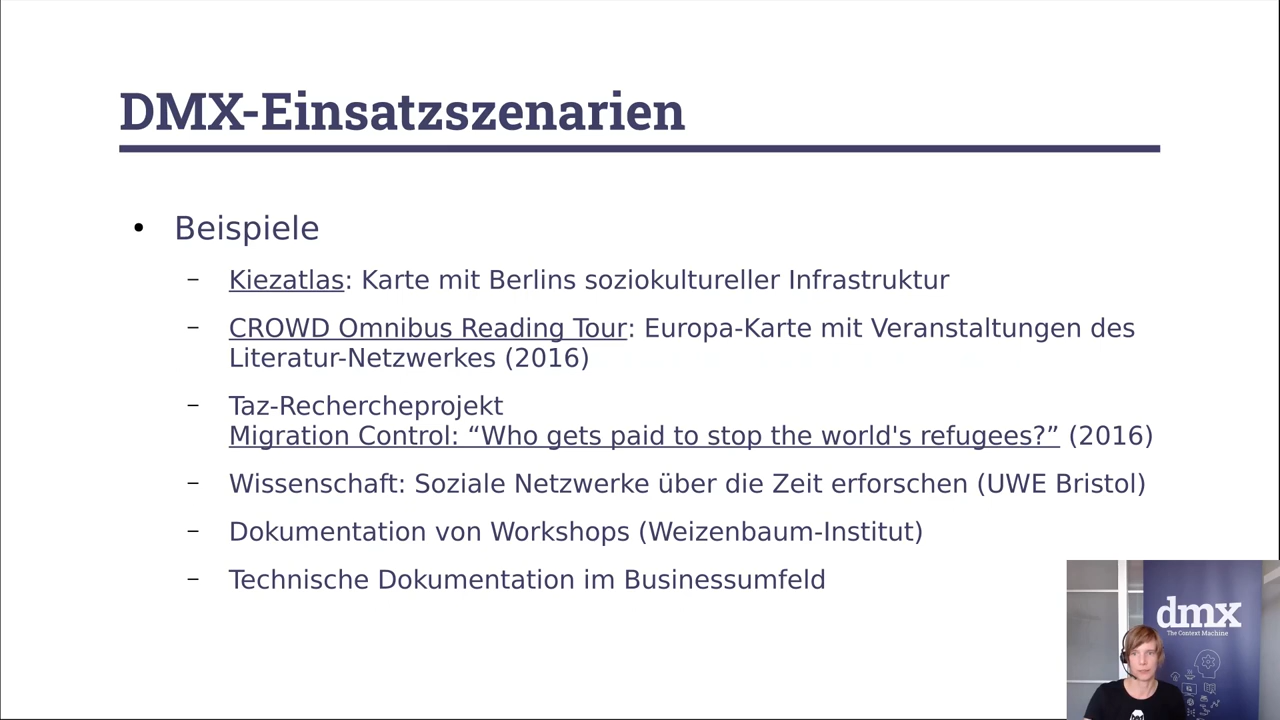 DMX-Einsatzszenarien
• Beispiele
– Kiezatlas: Karte mit Berlins soziokultureller Infrastruktur
– CROWD Omnibus Reading Tour: Europa-Karte mit Veranstaltungen des
Literatur-Netzwerkes (2016)
– Taz-Rechercheprojekt
Migration Control: “Who gets paid to stop the world's refugees?” (2016)
– Wissenschaft: Soziale Netzwerke über die Zeit erforschen (UWE Bristol)
– Dokumentation von Workshops (Weizenbaum-Institut)
– Technische Dokumentation im Businessumfeld
dmx
The Context Machine